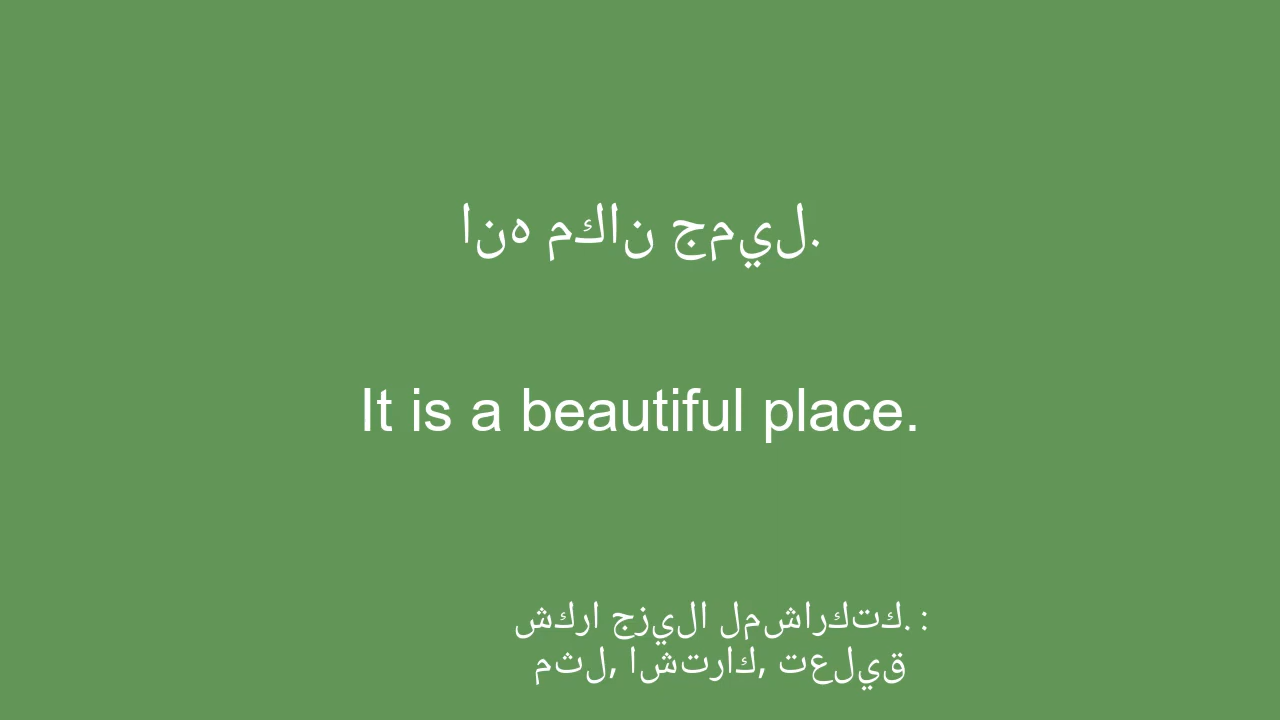 انه مكان جميل.
It is a beautiful place.
شكرا جزيلا لمشاركتك. :
مثل, اشتراك, تعليق